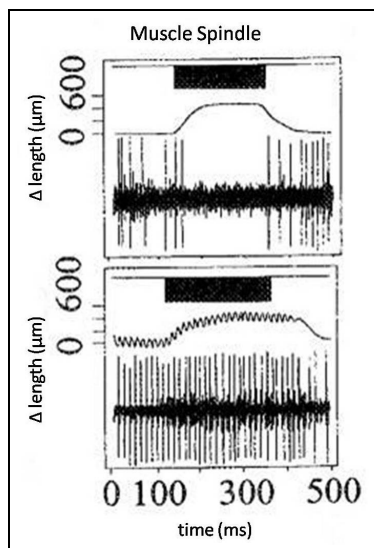 Muscle Spindle
600
0
Δ length (μm)
600
0
Δ length (μm)
0 100 300 500
time (ms)